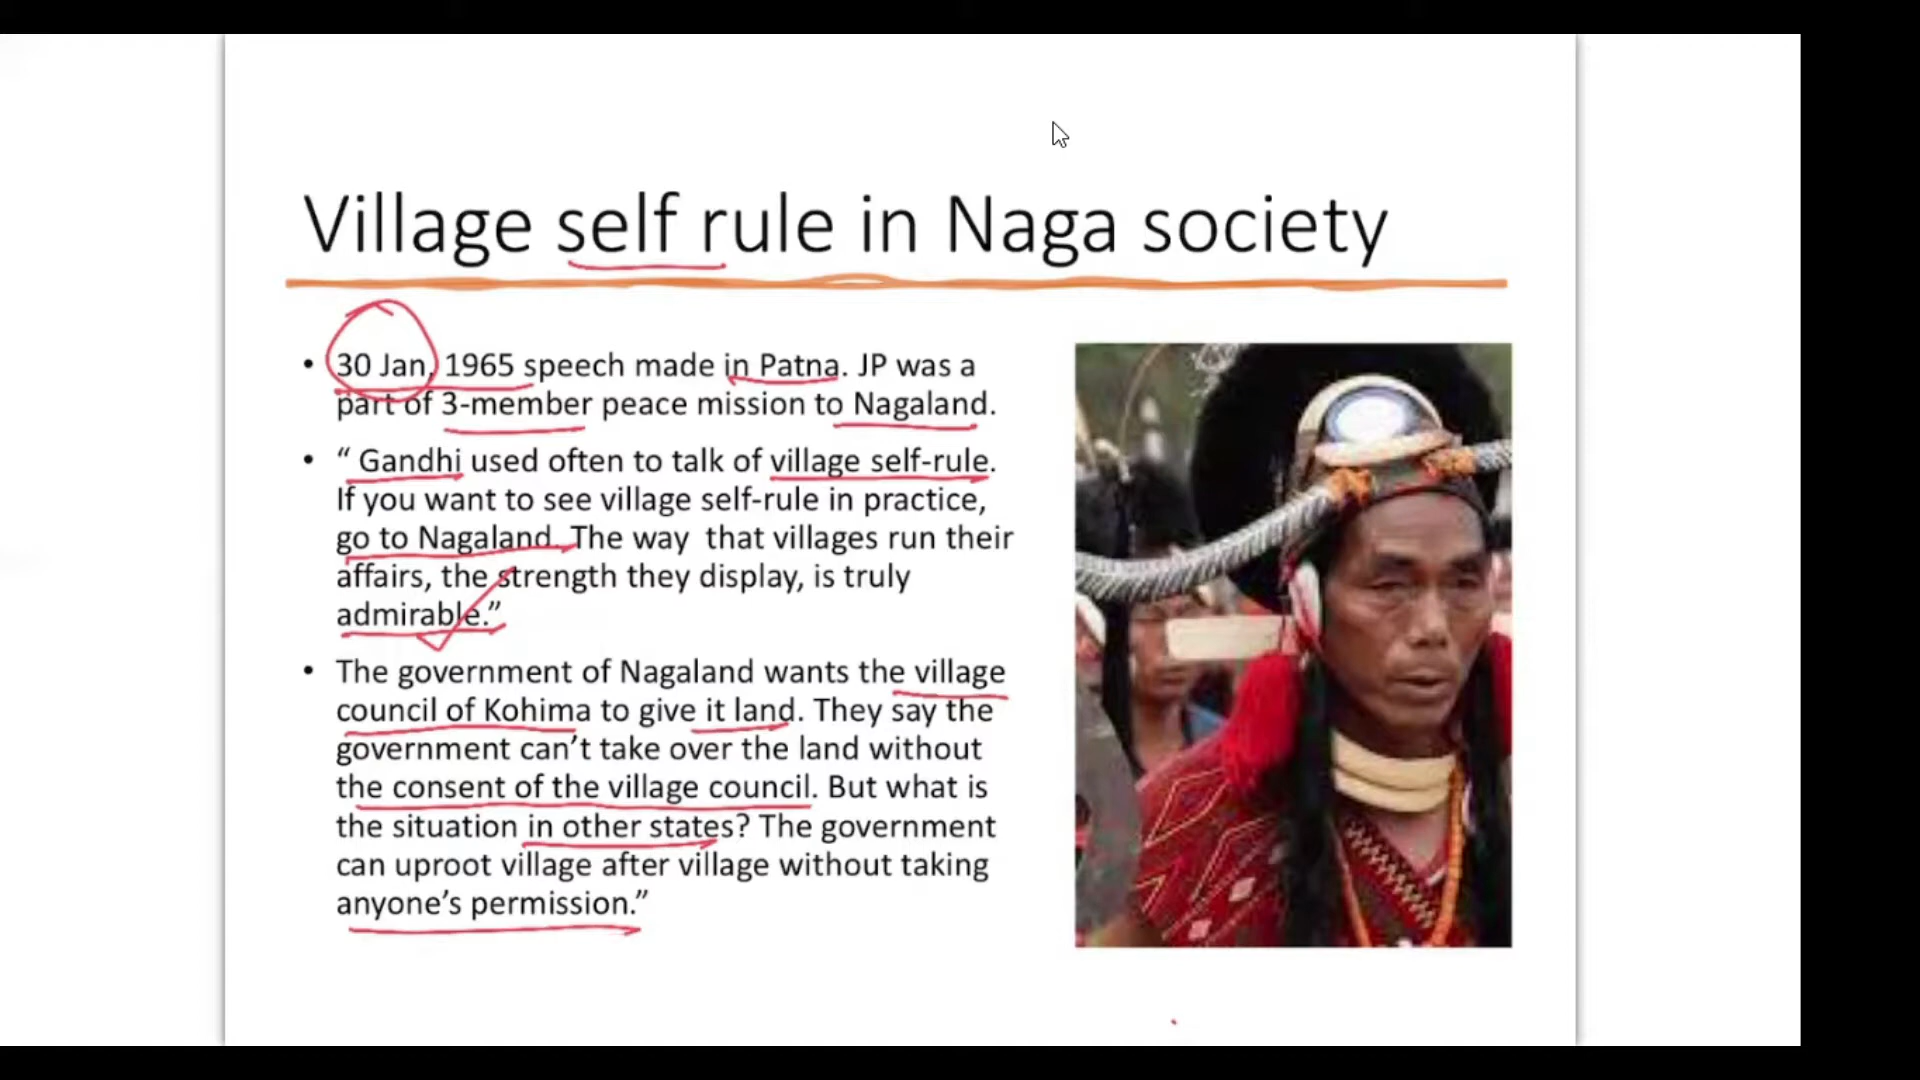 Village self rule in Naga society
• 30 Jan, 1965 speech made in Patna. JP was a
part of 3-member peace mission to Nagaland.
• “ Gandhi used often to talk of village self-rule.
If you want to see village self-rule in practice,
go to Nagaland. The way that villages run their
affairs, the strength they display, is truly
admirable.”
• The government of Nagaland wants the village
council of Kohima to give it land. They say the
government can’t take over the land without
the consent of the village council. But what is
the situation in other states? The government
can uproot village after village without taking
anyone’s permission.”